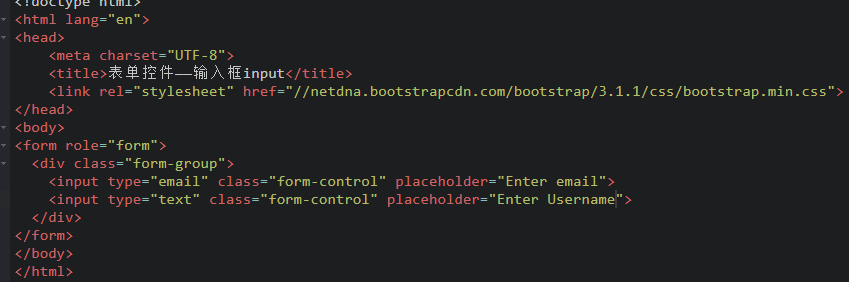 <!doctype html>
<html lang="en">
<head>
    <meta charset="UTF-8">
    <title>表单控件——输入框input</title>
    <link rel="stylesheet" href="//netdna.bootstrapcdn.com/bootstrap/3.1.1/css/bootstrap.min.css">
</head>
<body>
<form role="form">
  <div class="form-group">
    <input type="email" class="form-control" placeholder="Enter email">
    <input type="text" class="form-control" placeholder="Enter Username">
  </div>
</form>
</body>
</html>